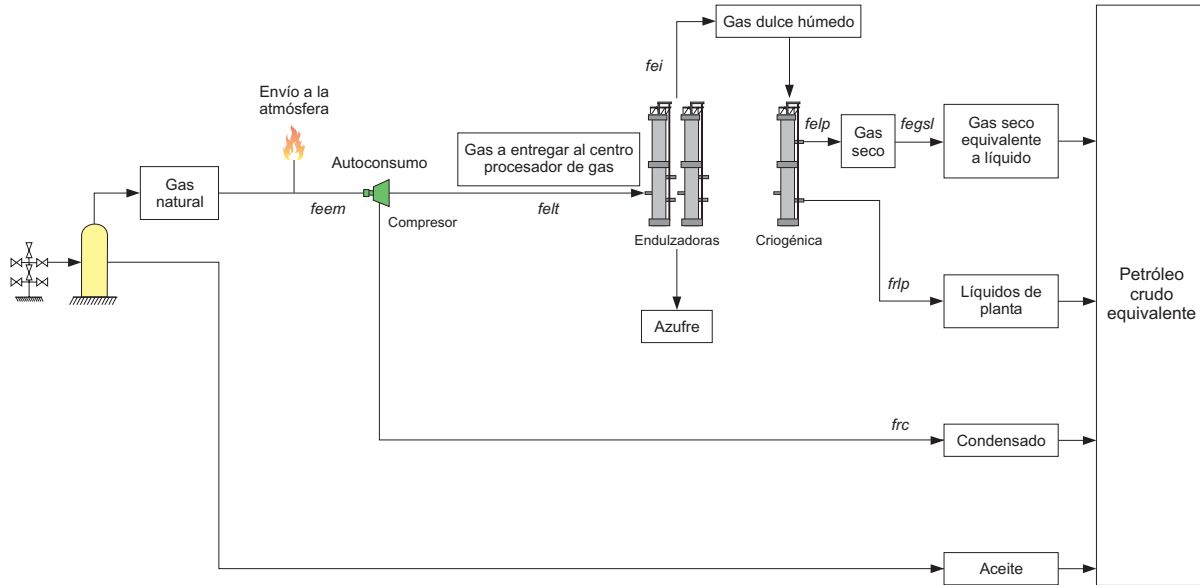 Gas dulce húmedo
fei
Envío a la
atmósfera
felp
Gas
seco
fegsl
Gas seco
equivalente
a líquido
Gas a entregar al centro
procesador de gas
Autoconsumo
Gas
natural
feem
Compresor
felt
Endulzadoras
Criogénica
frlp
Líquidos de
planta
Petróleo
crudo
equivalente
Azufre
frc
Condensado
Aceite